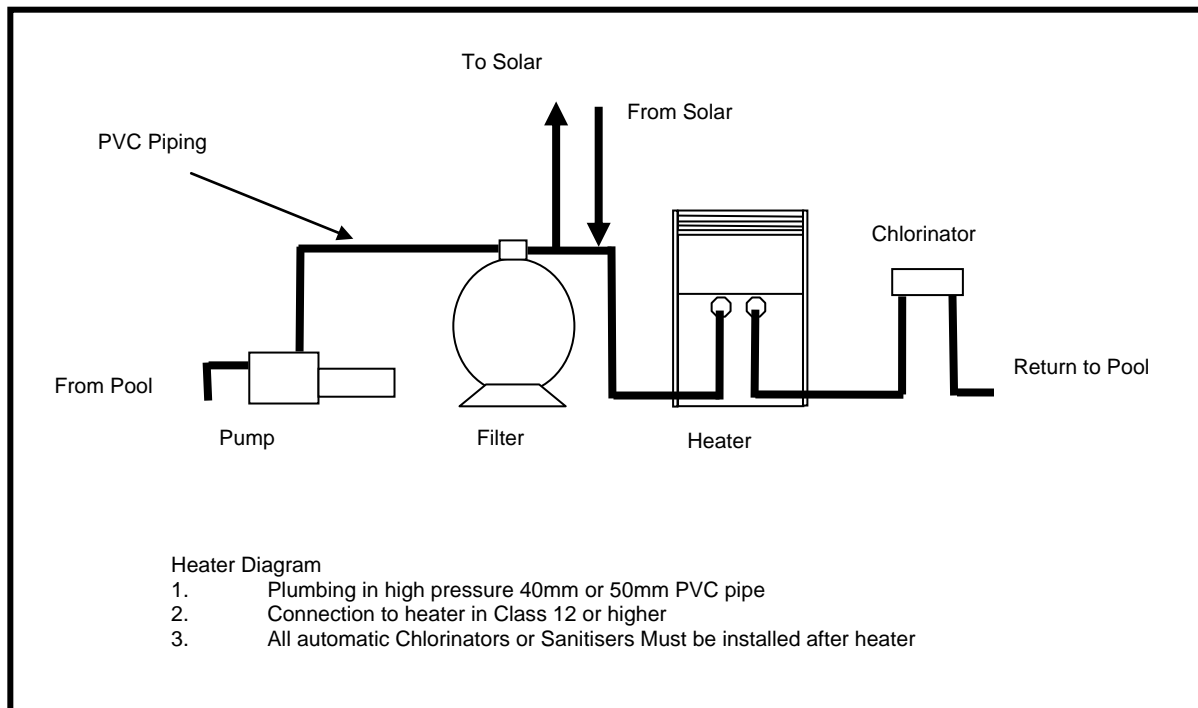 To Solar
From Solar
PVC Piping
Chlorinator
From Pool
Return to Pool
Pump
Filter
Heater
Heater Diagram
1. Plumbing in high pressure 40mm or 50mm PVC pipe
2. Connection to heater in Class 12 or higher
3. All automatic Chlorinators or Sanitisers Must be installed after heater